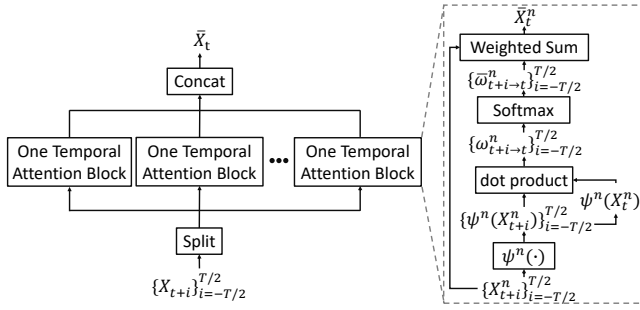 X̄_t
Concat
One Temporal
Attention Block
One Temporal
Attention Block
•••
One Temporal
Attention Block
Split
{X_{t+i}}_{i=-T/2}^{T/2}
X̄_t^n
Weighted Sum
{ω̄_{t+i→t}^n}_{i=-T/2}^{T/2}
Softmax
{ω_{t+i→t}^n}_{i=-T/2}^{T/2}
dot product
ψ^n(X_t^n)
{ψ^n(X_{t+i}^n)}_{i=-T/2}^{T/2}
ψ^n(·)
{X_{t+i}^n}_{i=-T/2}^{T/2}